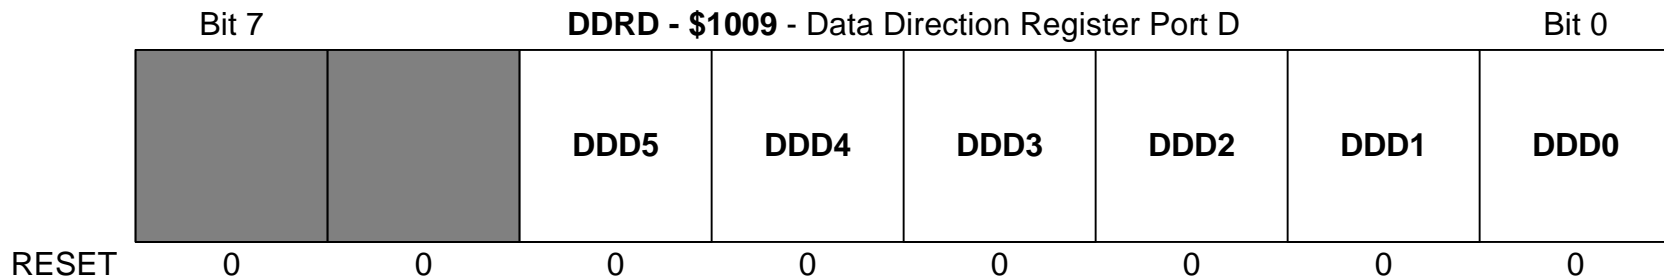 Bit 7 DDRD - $1009 - Data Direction Register Port D Bit 0
DDD5 DDD4 DDD3 DDD2 DDD1 DDD0
RESET 0 0 0 0 0 0 0 0